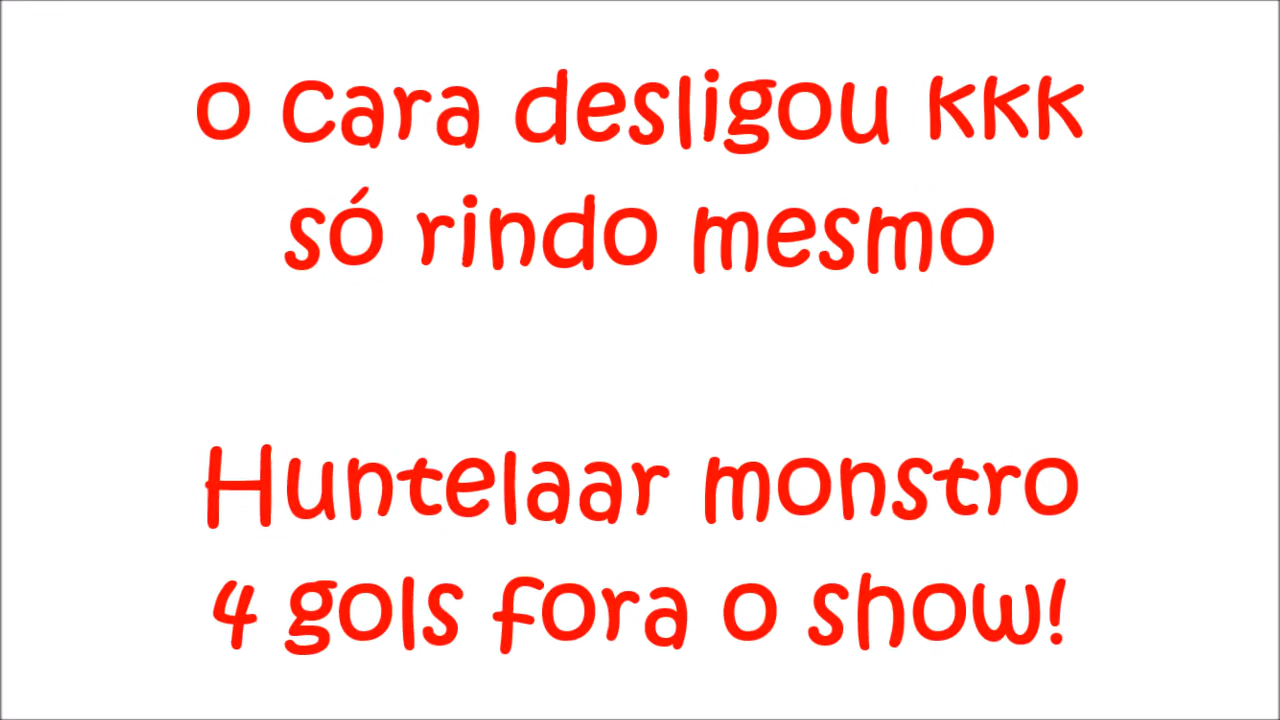 o cara desligou kkk
só rindo mesmo
Huntelaar monstro
4 gols fora o show!